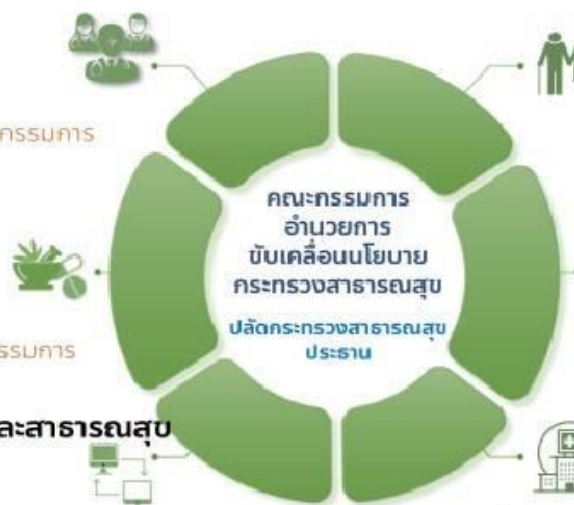 กรรมการ
คณะกรรมการ
อำนวยการ
ขับเคลื่อนนโยบาย
กระทรวงสาธารณสุข
ปลัดกระทรวงสาธารณสุข
ประธาน
รรมการ
ละสาธารณสุข